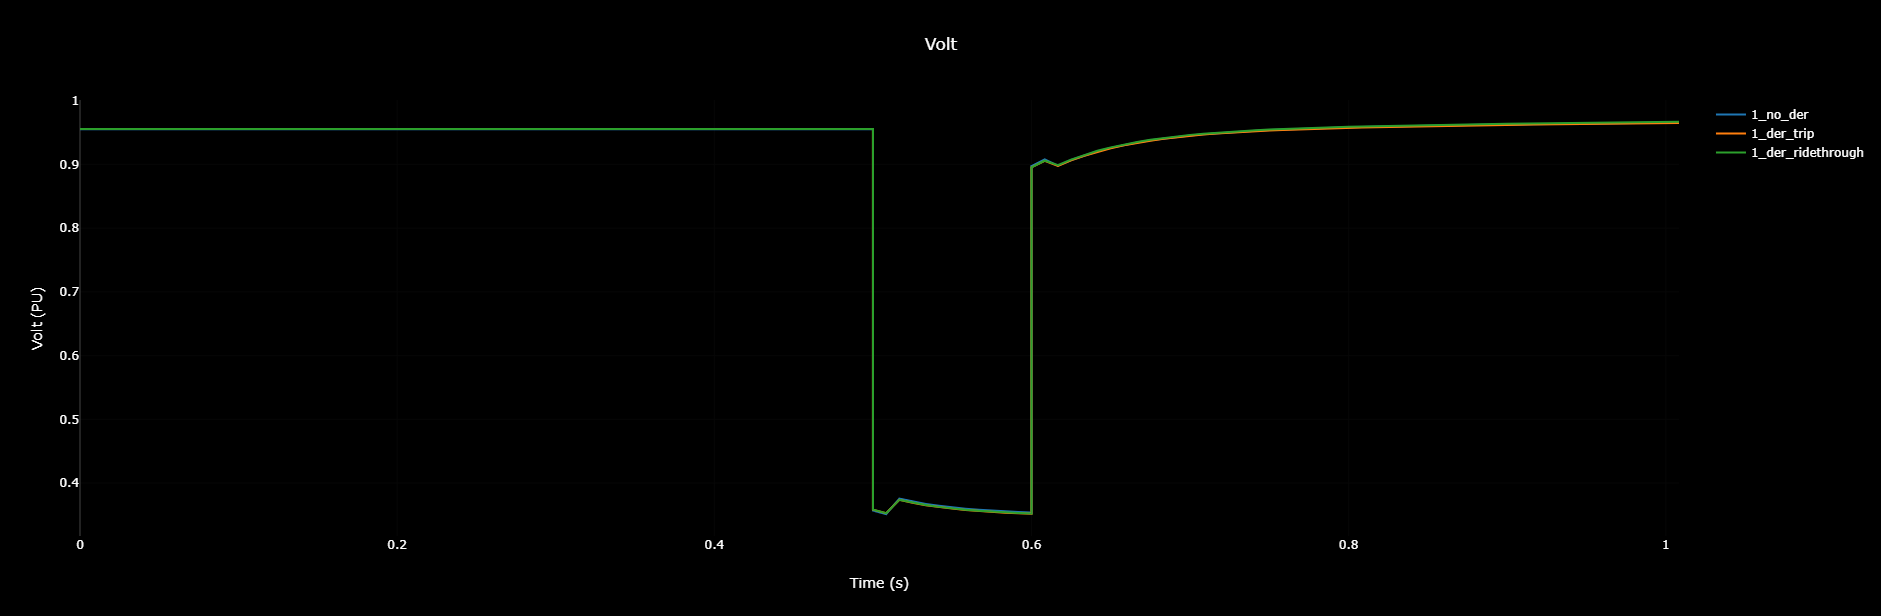 Volt
1
0.9
0.8
0.7
0.6
0.5
0.4
Volt (PU)
0
0.2
0.4
0.6
0.8
1
Time (s)
1_no_der
1_der_trip
1_der_ridethrough